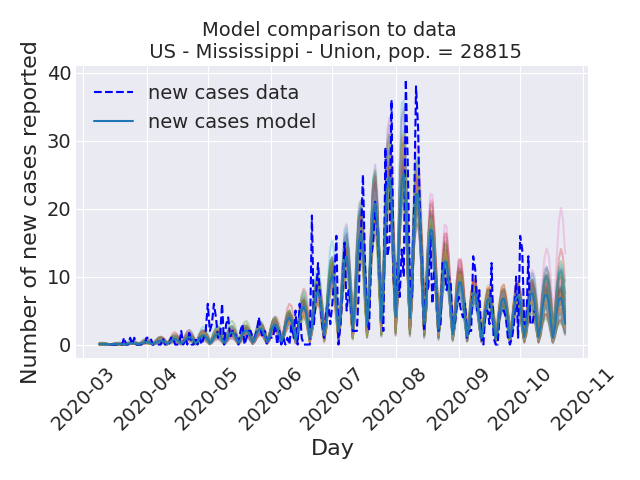 Model comparison to data
US - Mississippi - Union, pop. = 28815
Number of new cases reported
40
30
20
10
0
new cases data
new cases model
2020-03
2020-04
2020-05
2020-06
2020-07
2020-08
2020-09
2020-10
2020-11
Day